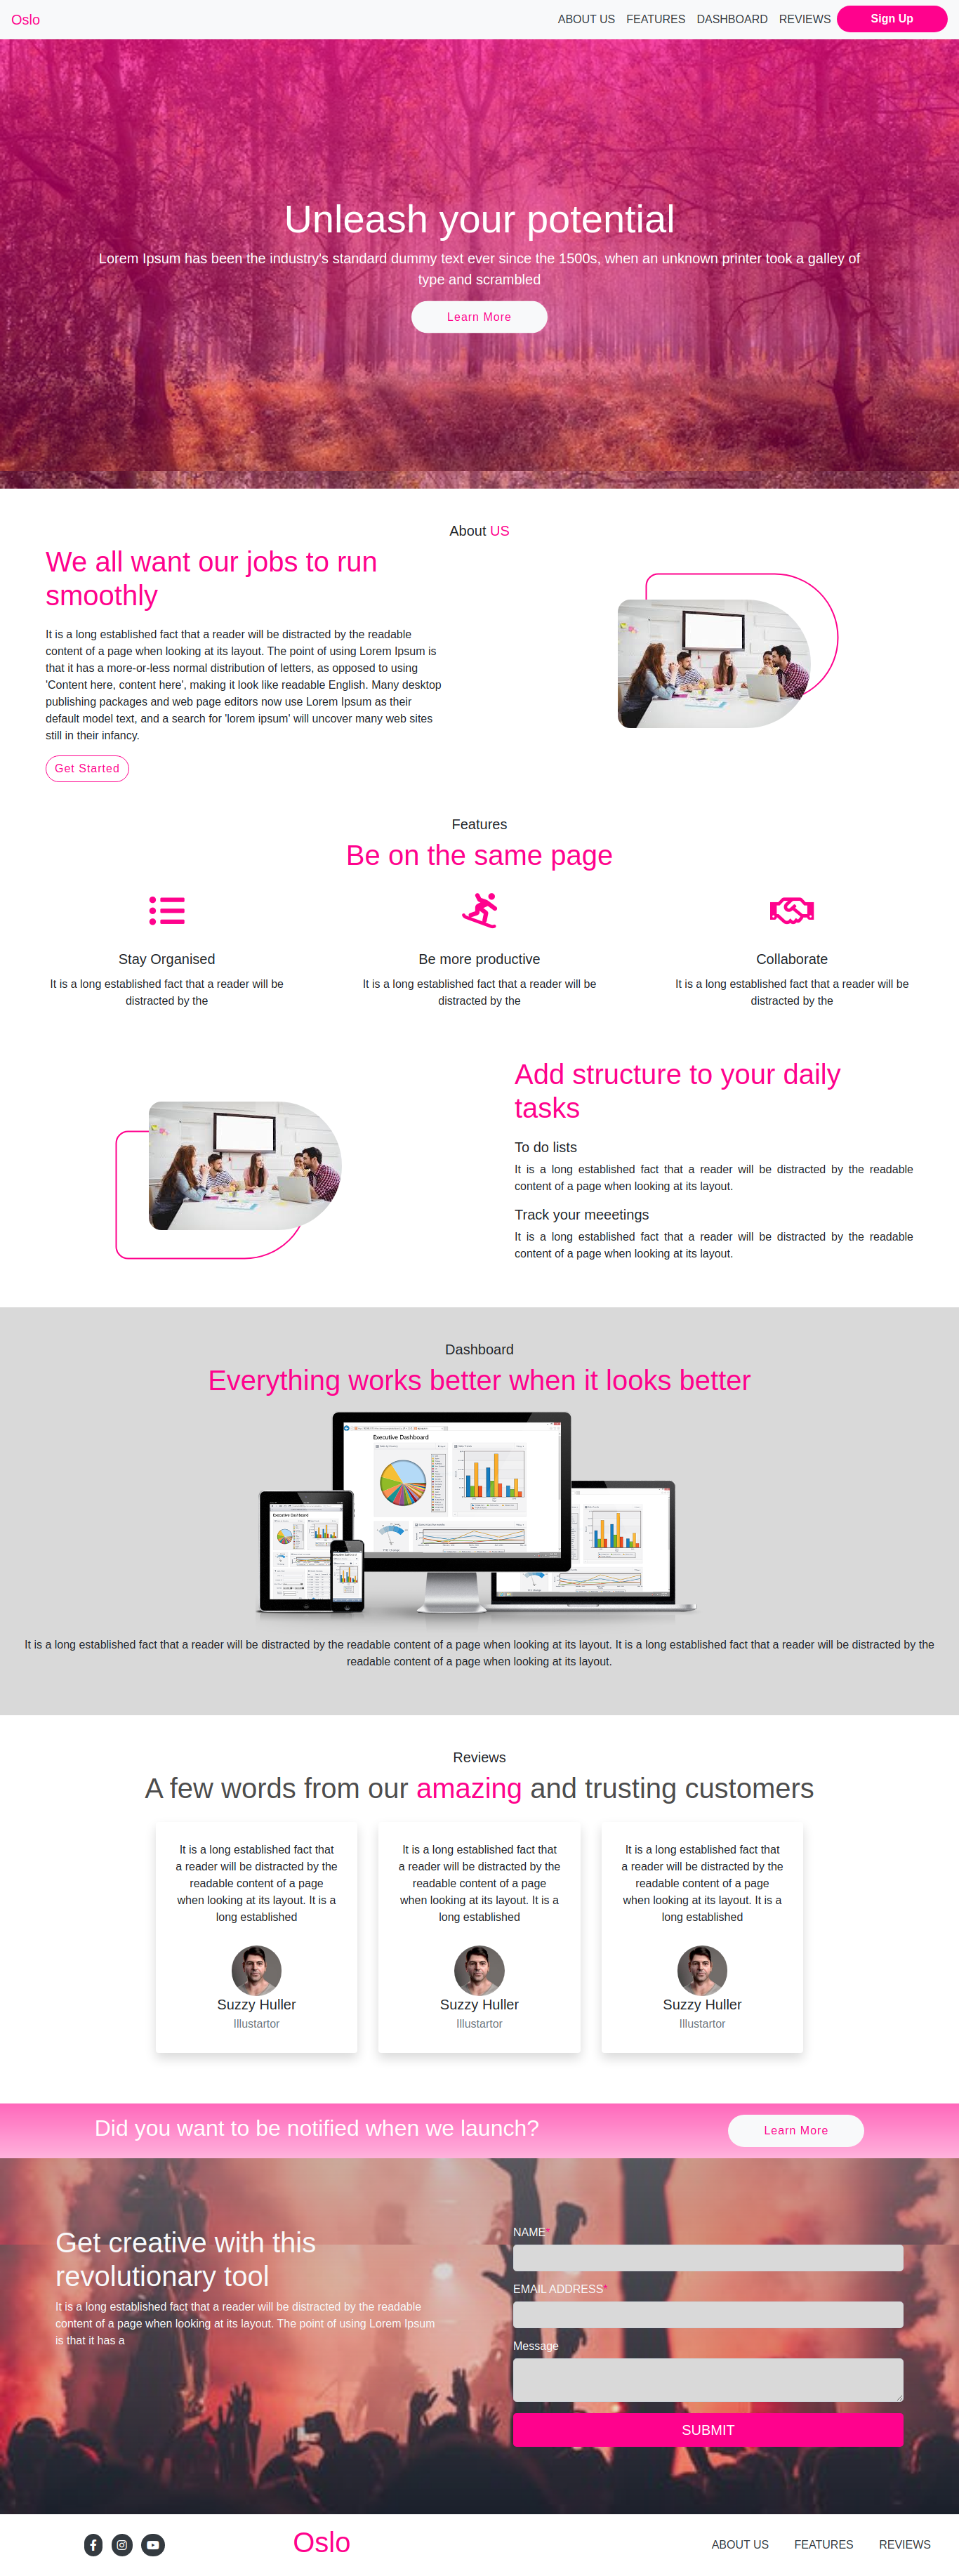 Oslo
ABOUT US FEATURES DASHBOARD REVIEWS Sign Up
Unleash your potential
Lorem Ipsum has been the industry's standard dummy text ever since the 1500s, when an unknown printer took a galley of
type and scrambled
Learn More
About US
We all want our jobs to run
smoothly
It is a long established fact that a reader will be distracted by the readable
content of a page when looking at its layout. The point of using Lorem Ipsum is
that it has a more-or-less normal distribution of letters, as opposed to using
'Content here, content here', making it look like readable English. Many desktop
publishing packages and web page editors now use Lorem Ipsum as their
default model text, and a search for 'lorem ipsum' will uncover many web sites
still in their infancy.
Get Started
Features
Be on the same page
Stay Organised
It is a long established fact that a reader will be
distracted by the
Be more productive
It is a long established fact that a reader will be
distracted by the
Collaborate
It is a long established fact that a reader will be
distracted by the
Add structure to your daily
tasks
To do lists
It is a long established fact that a reader will be distracted by the readable
content of a page when looking at its layout.
Track your meeetings
It is a long established fact that a reader will be distracted by the readable
content of a page when looking at its layout.
Dashboard
Everything works better when it looks better
Executive Dashboard
Executive Dashboard
It is a long established fact that a reader will be distracted by the readable content of a page when looking at its layout. It is a long established fact that a reader will be distracted by the
readable content of a page when looking at its layout.
Reviews
A few words from our amazing and trusting customers
It is a long established fact that
a reader will be distracted by the
readable content of a page
when looking at its layout. It is a
long established
Suzzy Huller
Illustartor
It is a long established fact that
a reader will be distracted by the
readable content of a page
when looking at its layout. It is a
long established
Suzzy Huller
Illustartor
It is a long established fact that
a reader will be distracted by the
readable content of a page
when looking at its layout. It is a
long established
Suzzy Huller
Illustartor
Did you want to be notified when we launch?
Learn More
Get creative with this
revolutionary tool
It is a long established fact that a reader will be distracted by the readable
content of a page when looking at its layout. The point of using Lorem Ipsum
is that it has a
NAME*
EMAIL ADDRESS*
Message
SUBMIT
Oslo
ABOUT US FEATURES REVIEWS